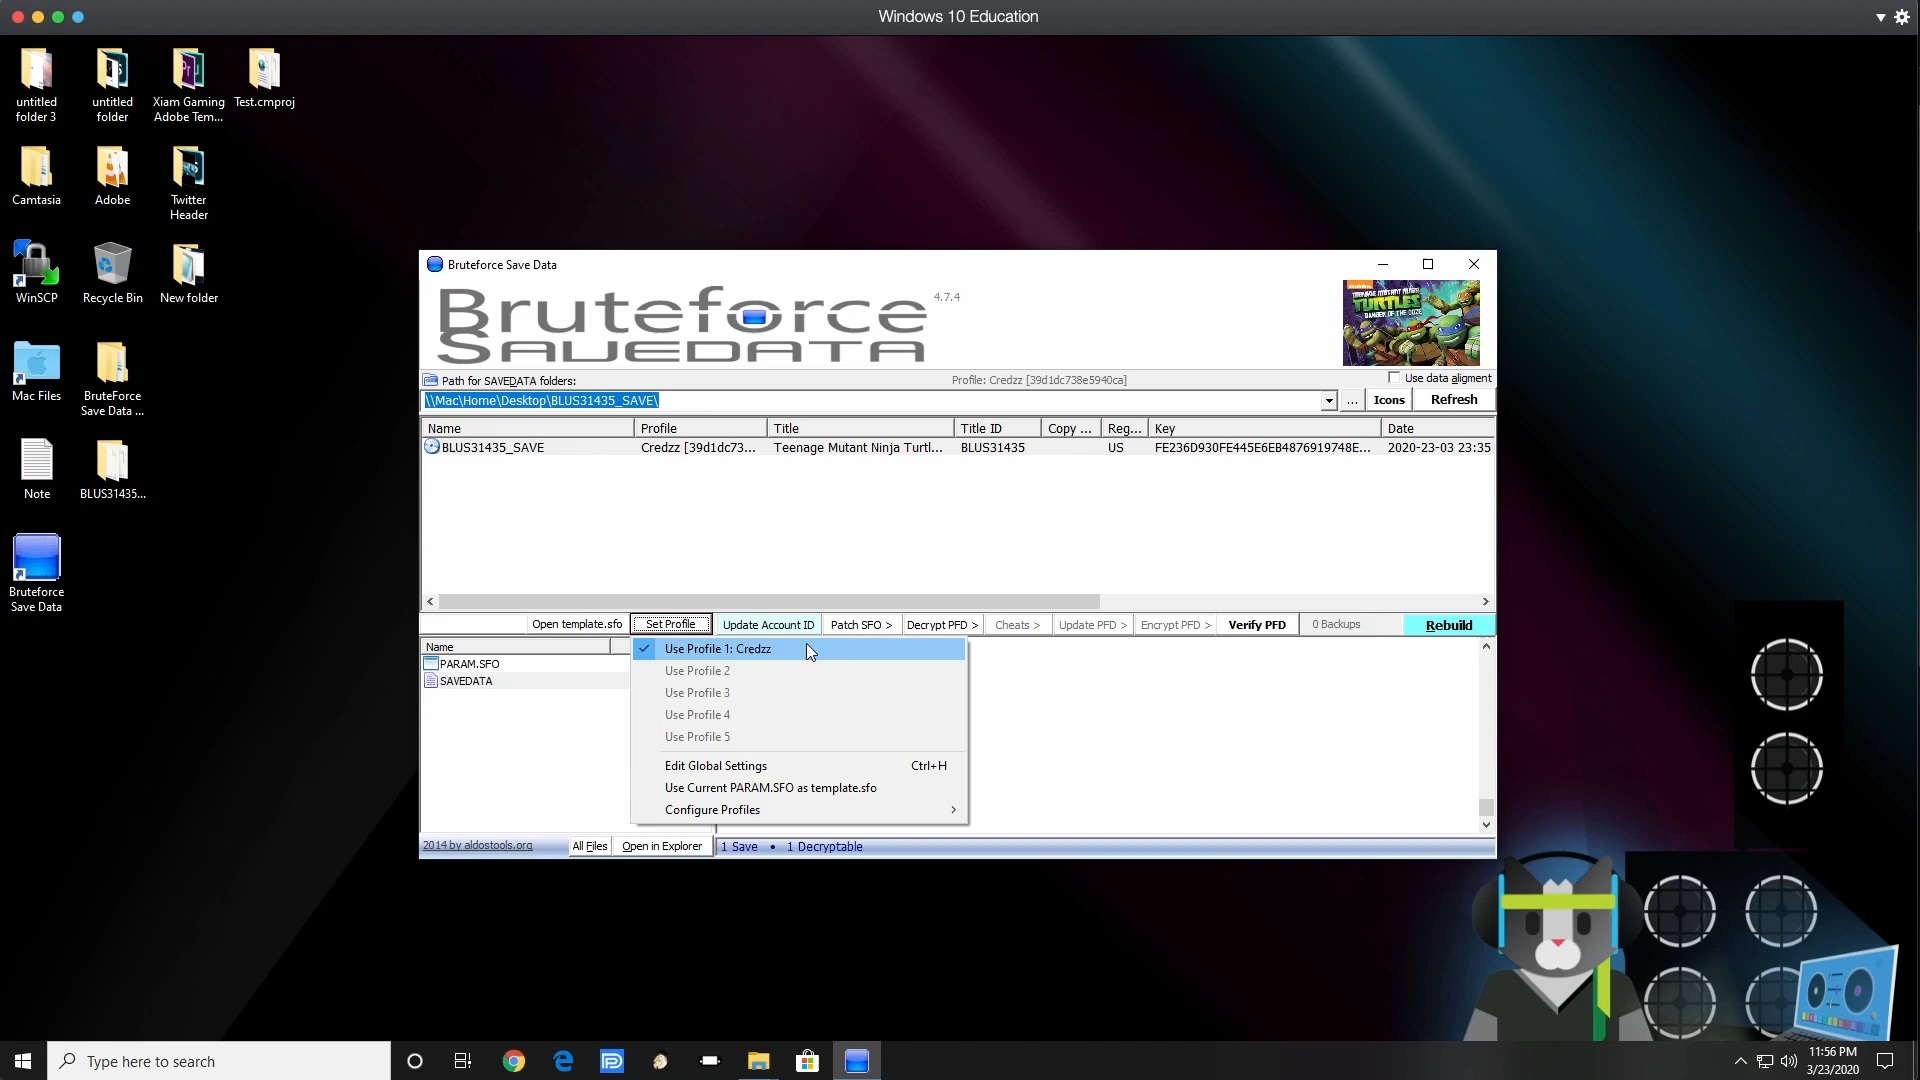 Windows 10 Education
untitled folder 3
untitled folder
Xiam Gaming Adobe Tem...
Test.cmproj
Camtasia
Adobe
Twitter Header
WinSCP
Recycle Bin
New folder
Mac Files
BruteForce Save Data ...
Note
BLUS31435...
Bruteforce Save Data
Bruteforce Save Data
Bruteforce
SAVEDATA
4.7.4
TEENAGE MUTANT NINJA
TURTLES
DANGER OF THE OOZE
Path for SAVEDATA folders:
Profile: Credzz [39d1dc738e5940ca]
Use data aligment
\\Mac\Home\Desktop\BLUS31435_SAVE\
...
Icons
Refresh
Name Profile Title Title ID Copy ... Reg... Key Date
BLUS31435_SAVE Credzz [39d1dc73... Teenage Mutant Ninja Turtl... BLUS31435 US FE236D930FE445E6EB4876919748E... 2020-23-03 23:35
Open template.sfo Set Profile Update Account ID Patch SFO > Decrypt PFD > Cheats > Update PFD > Encrypt PFD > Verify PFD 0 Backups Rebuild
Name
PARAM.SFO
SAVEDATA
Use Profile 1: Credzz
Use Profile 2
Use Profile 3
Use Profile 4
Use Profile 5
Edit Global Settings Ctrl+H
Use Current PARAM.SFO as template.sfo
Configure Profiles
2014 by aldostools.org All Files Open in Explorer 1 Save • 1 Decryptable
Type here to search
11:56 PM
3/23/2020